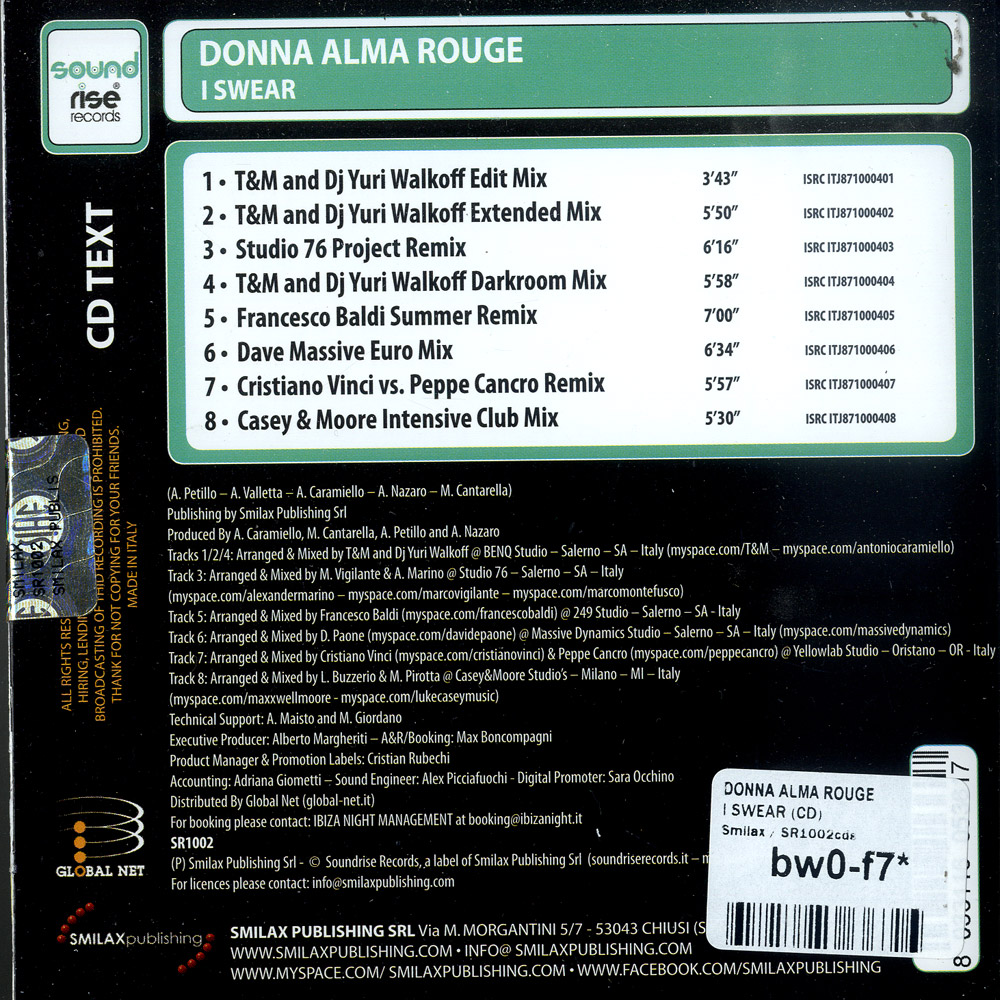 sound
rise®
records
DONNA ALMA ROUGE
I SWEAR
CD TEXT
1 • T&M and Dj Yuri Walkoff Edit Mix 3’43” ISRC ITJ871000401
2 • T&M and Dj Yuri Walkoff Extended Mix 5’50” ISRC ITJ871000402
3 • Studio 76 Project Remix 6’16” ISRC ITJ871000403
4 • T&M and Dj Yuri Walkoff Darkroom Mix 5’58” ISRC ITJ871000404
5 • Francesco Baldi Summer Remix 7’00” ISRC ITJ871000405
6 • Dave Massive Euro Mix 6’34” ISRC ITJ871000406
7 • Cristiano Vinci vs. Peppe Cancro Remix 5’57” ISRC ITJ871000407
8 • Casey & Moore Intensive Club Mix 5’30” ISRC ITJ871000408
ALL RIGHTS
HIRING,
BROADCASTING OF THIS RECORDING IS PROHIBITED.
THANK FOR NOT COPYING FOR YOUR FRIENDS.
MADE IN ITALY
SMILAX
SR1002
SMILAX
(A. Petillo – A. Valletta – A. Caramiello – A. Nazaro – M. Cantarella)
Publishing by Smilax Publishing Srl
Produced By A. Caramiello, M. Cantarella, A. Petillo and A. Nazaro
Tracks 1/2/4: Arranged & Mixed by T&M and Dj Yuri Walkoff @ BENQ Studio – Salerno – SA – Italy (myspace.com/T&M – myspace.com/antoniocaramiello)
Track 3: Arranged & Mixed by M. Vigilante & A. Marino @ Studio 76 – Salerno – SA – Italy
(myspace.com/alexandermarino – myspace.com/marcovigilante – myspace.com/marcomontefusco)
Track 5: Arranged & Mixed by Francesco Baldi (myspace.com/francescobaldi) @ 249 Studio – Salerno – SA - Italy
Track 6: Arranged & Mixed by D. Paone (myspace.com/davidepaone) @ Massive Dynamics Studio – Salerno – SA – Italy (myspace.com/massivedynamics)
Track 7: Arranged & Mixed by Cristiano Vinci (myspace.com/cristianovinci) & Peppe Cancro (myspace.com/peppecancro) @ Yellowlab Studio – Oristano – OR - Italy
Track 8: Arranged & Mixed by L. Buzzerio & M. Pirotta @ Casey&Moore Studio’s – Milano – MI – Italy
(myspace.com/maxxwellmoore - myspace.com/lukecaseymusic)
Technical Support: A. Maisto and M. Giordano
Executive Producer: Alberto Margheriti – A&R/Booking: Max Boncompagni
Product Manager & Promotion Labels: Cristian Rubechi
Accounting: Adriana Giometti – Sound Engineer: Alex Picciafuochi - Digital Promoter: Sara Occhino
Distributed By Global Net (global-net.it)
For booking please contact: IBIZA NIGHT MANAGEMENT at booking@ibizanight.it
SR1002
(P) Smilax Publishing Srl - © Soundrise Records, a label of Smilax Publishing Srl (soundriserecords.it –
For licences please contact: info@smilaxpublishing.com
GLOBAL NET
DONNA ALMA ROUGE
I SWEAR (CD)
Smilax / SR1002cds
bw0-f7*
SMILAXpublishing
SMILAX PUBLISHING SRL Via M. MORGANTINI 5/7 - 53043 CHIUSI
WWW.SMILAXPUBLISHING.COM • INFO@ SMILAXPUBLISHING.COM
WWW.MYSPACE.COM/ SMILAXPUBLISHING • WWW.FACEBOOK.COM/SMILAXPUBLISHING